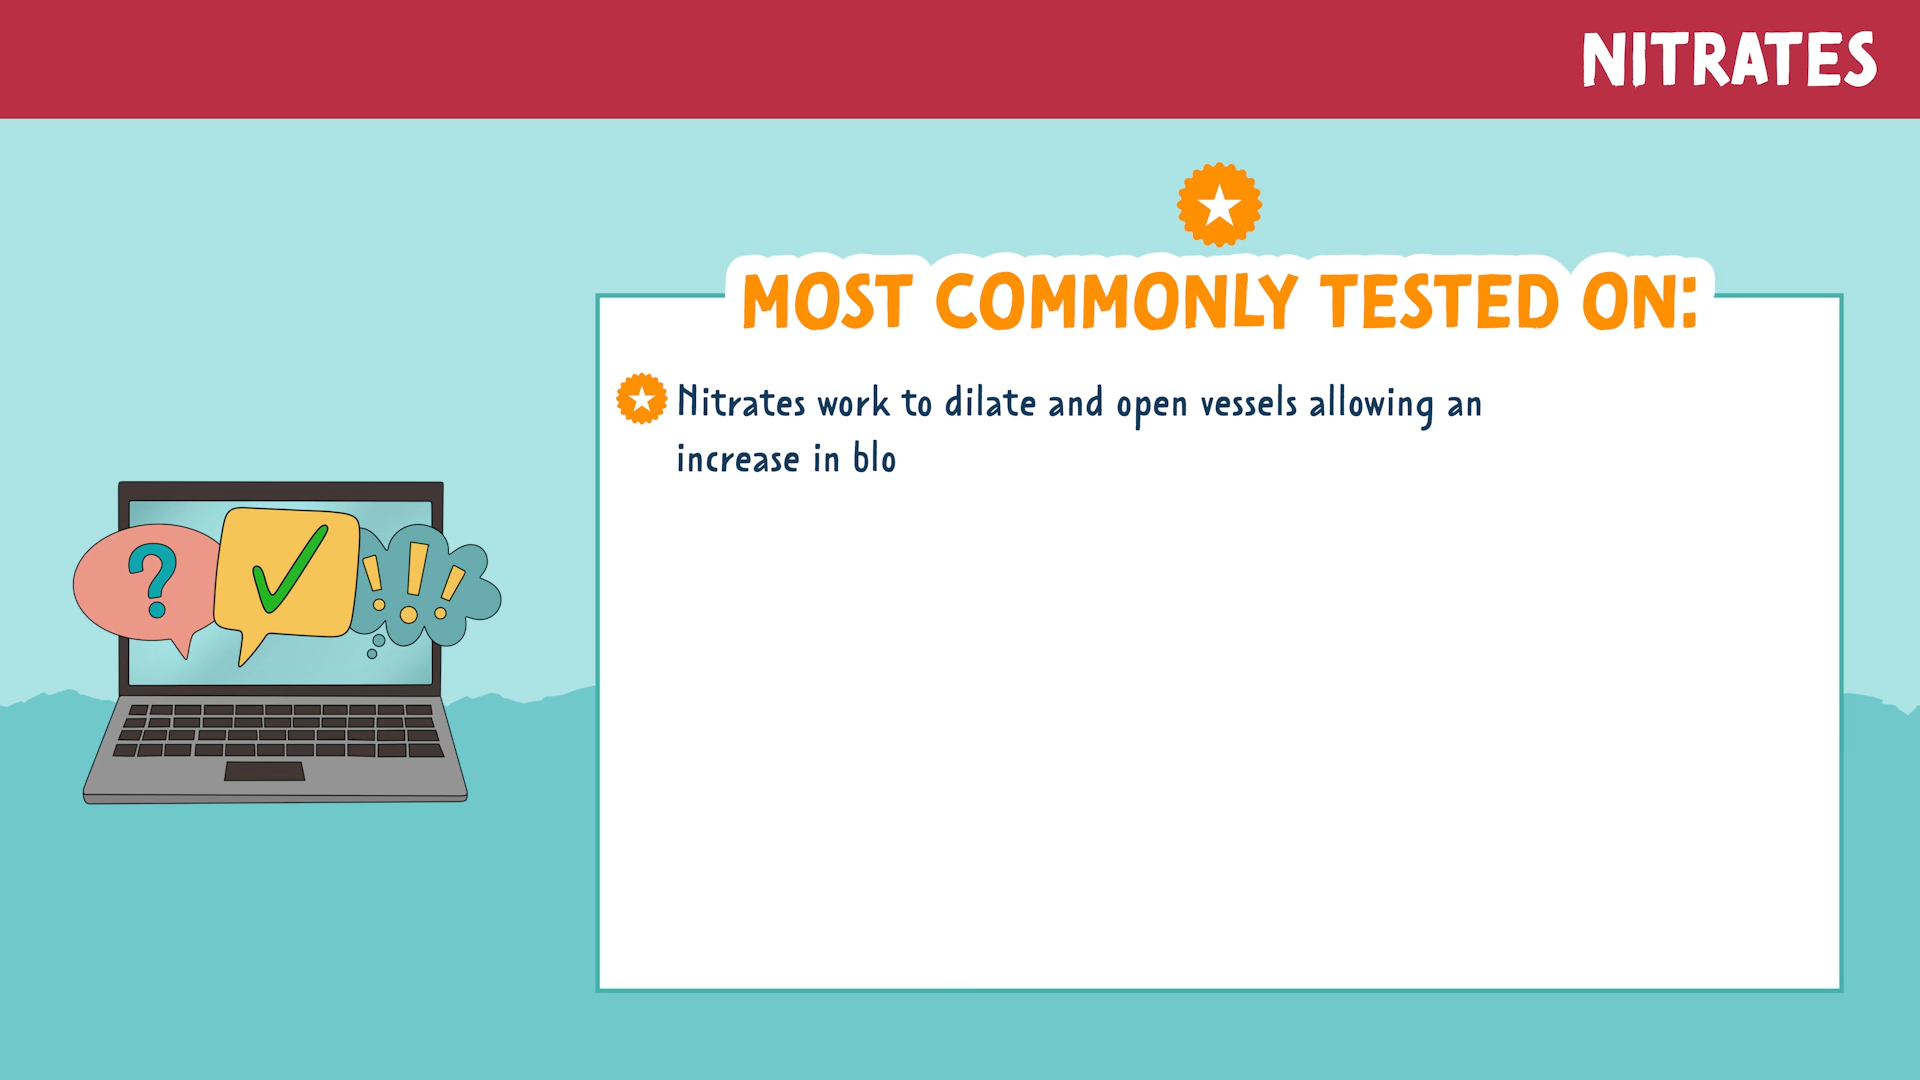 NITRATES
MOST COMMONLY TESTED ON:
Nitrates work to dilate and open vessels allowing an
increase in blo